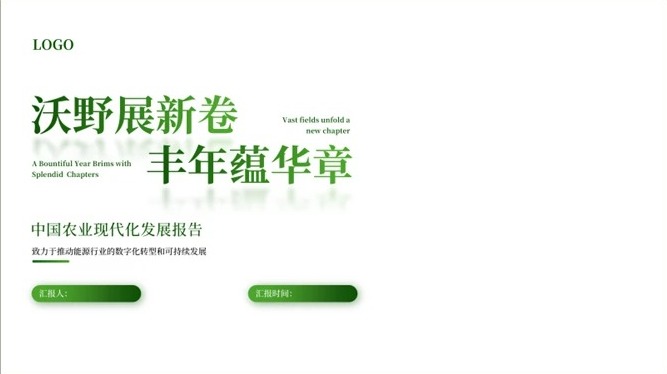 LOGO
沃野展新卷
Vast fields unfold a
new chapter
丰年蕴华章
A Bountiful Year Brims with
Splendid Chapters
中国农业现代化发展报告
致力于推动能源行业的数字化转型和可持续发展
汇报人：
汇报时间：